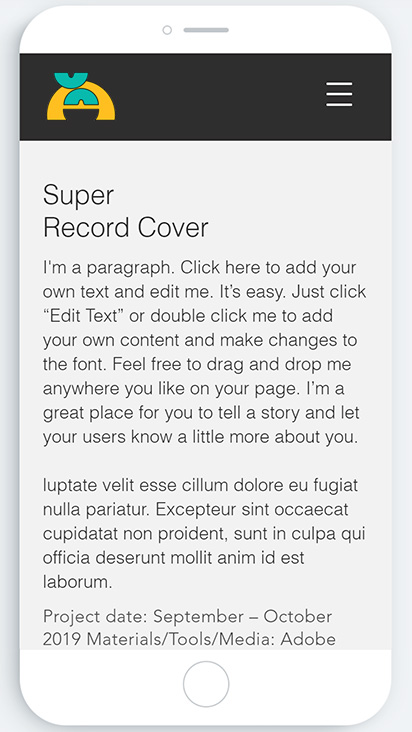 Super
Record Cover
I'm a paragraph. Click here to add your
own text and edit me. It’s easy. Just click
“Edit Text” or double click me to add
your own content and make changes to
the font. Feel free to drag and drop me
anywhere you like on your page. I’m a
great place for you to tell a story and let
your users know a little more about you.
luptate velit esse cillum dolore eu fugiat
nulla pariatur. Excepteur sint occaecat
cupidatat non proident, sunt in culpa qui
officia deserunt mollit anim id est
laborum.
Project date: September – October
2019 Materials/Tools/Media: Adobe